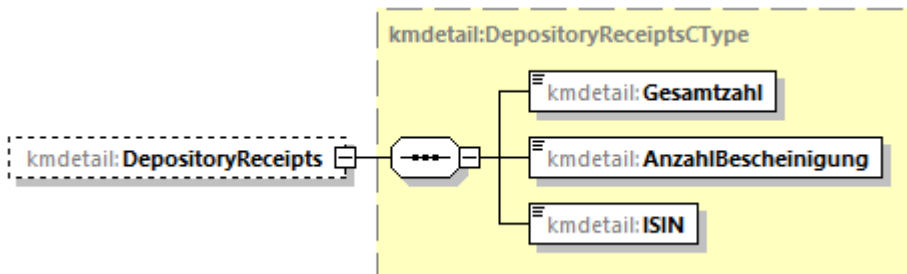 kmdetail:DepositoryReceiptsCType
kmdetail:Gesamtzahl
kmdetail:DepositoryReceipts
kmdetail:AnzahlBescheinigung
kmdetail:ISIN